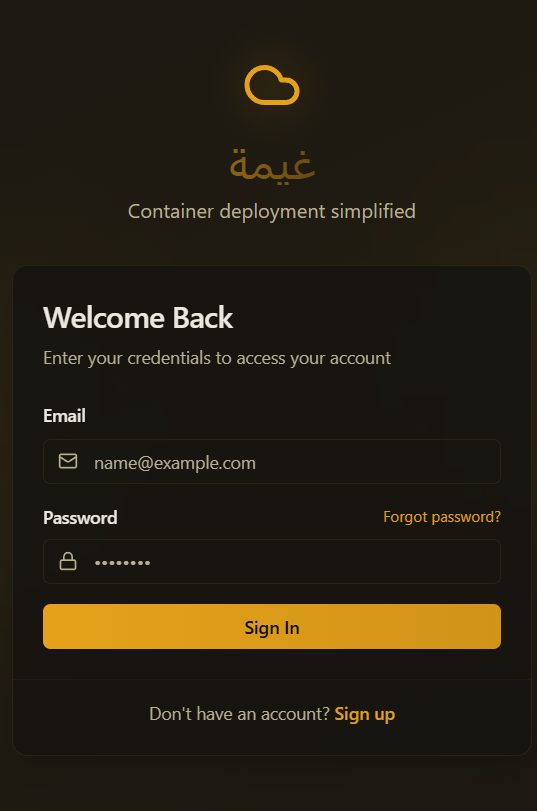 غيمة
Container deployment simplified
Welcome Back
Enter your credentials to access your account
Email
name@example.com
Password Forgot password?
••••••••
Sign In
Don't have an account? Sign up